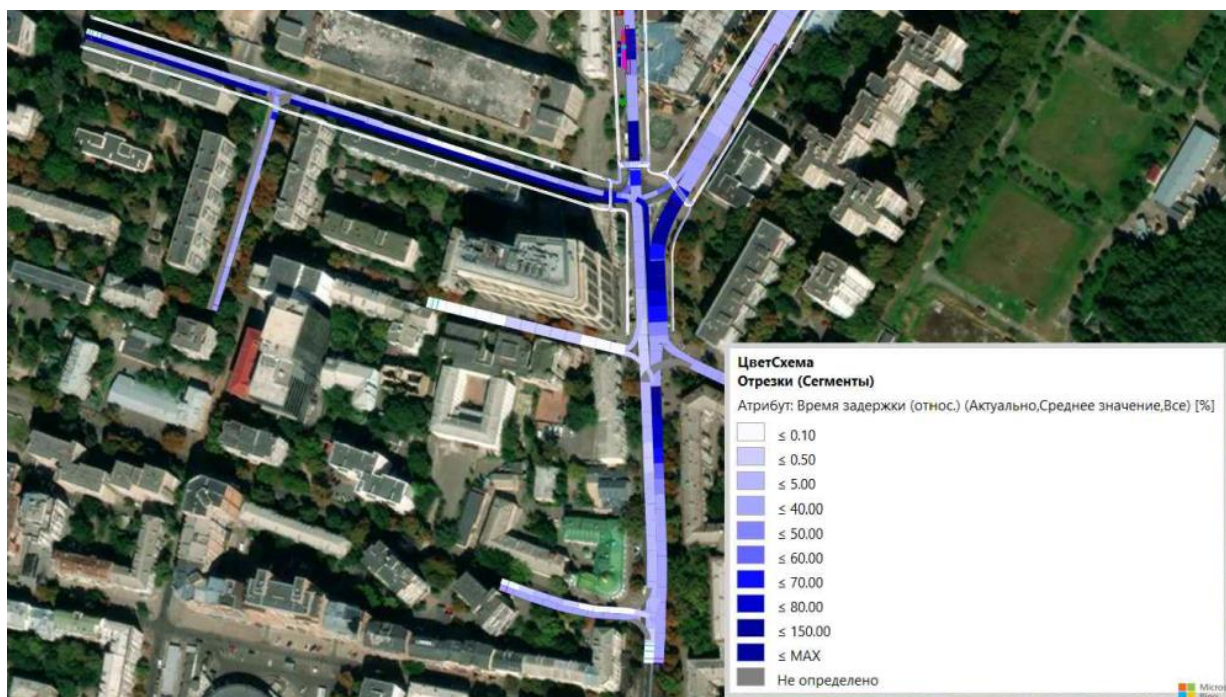 ЦветСхема
Отрезки (Сегменты)
Атрибут: Время задержки (относ.) (Актуально,Среднее значение,Все) [%]
≤ 0.10
≤ 0.50
≤ 5.00
≤ 40.00
≤ 50.00
≤ 60.00
≤ 70.00
≤ 80.00
≤ 150.00
≤ MAX
Не определено